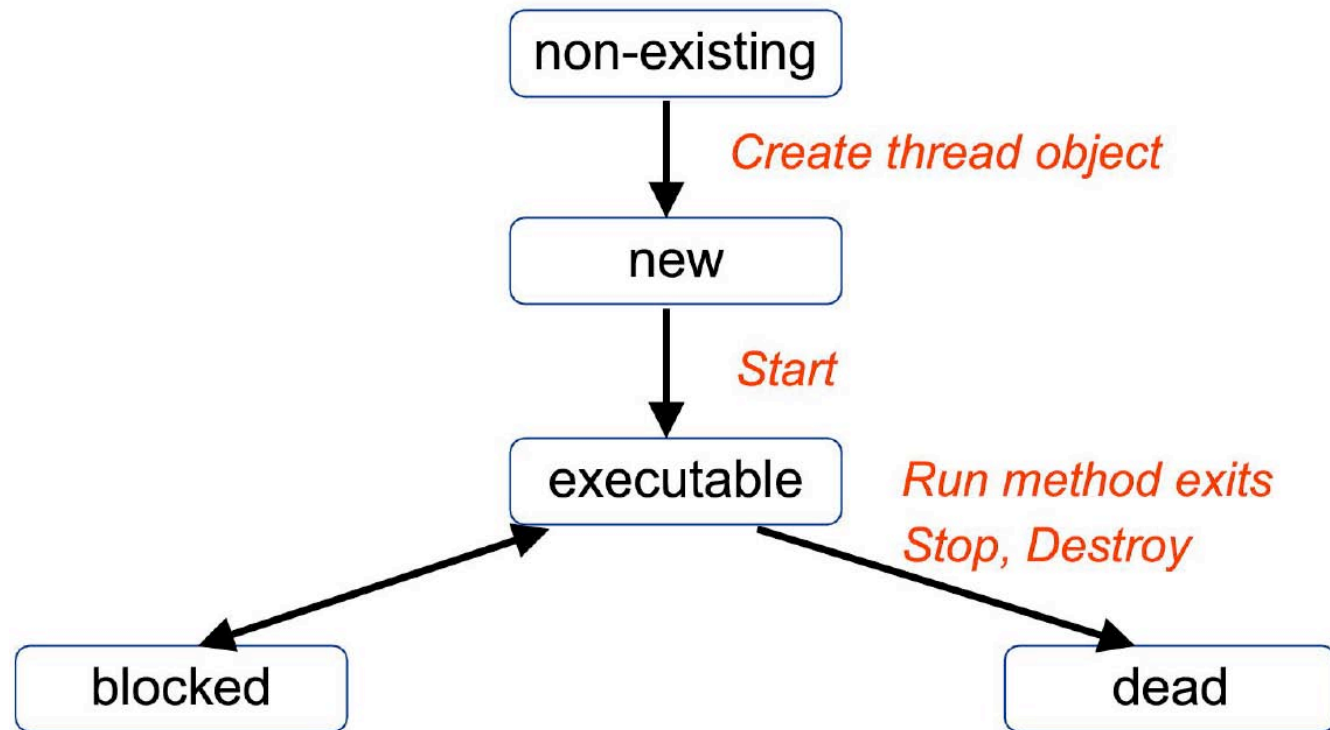 non-existing
Create thread object
new
Start
executable
Run method exits
Stop, Destroy
blocked
dead